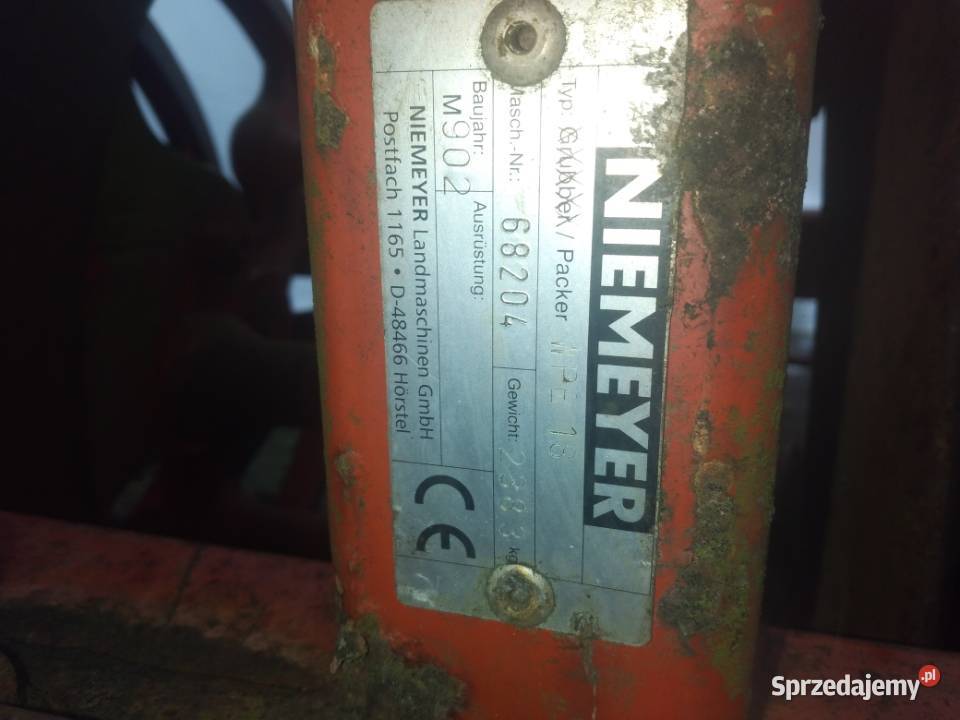 NIEMEYER
Typ: Grubber / Packer
Masch.-Nr.: 68204 Gewicht: kg
Baujahr: Ausrüstung:
M902
NIEMEYER Landmaschinen GmbH
Postfach 1165 • D-48466 Hörstel
CE
Sprzedajemy.pl